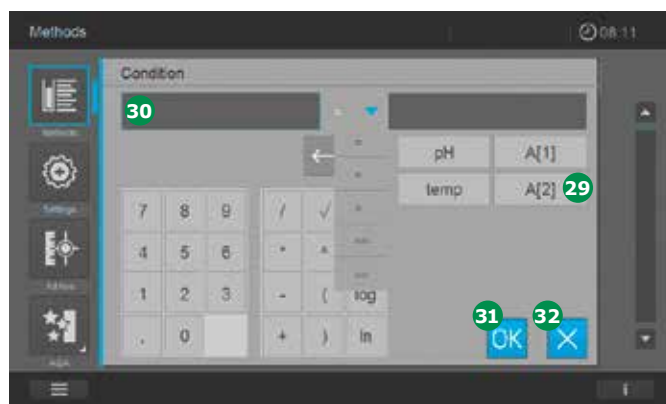 Methods 08:11
Condition
30
←
pH A[1]
temp A[2] 29
7 8 9 / √
4 5 6 * ^
1 2 3 - ( log
. 0 + ) ln
31 32
OK ×
i